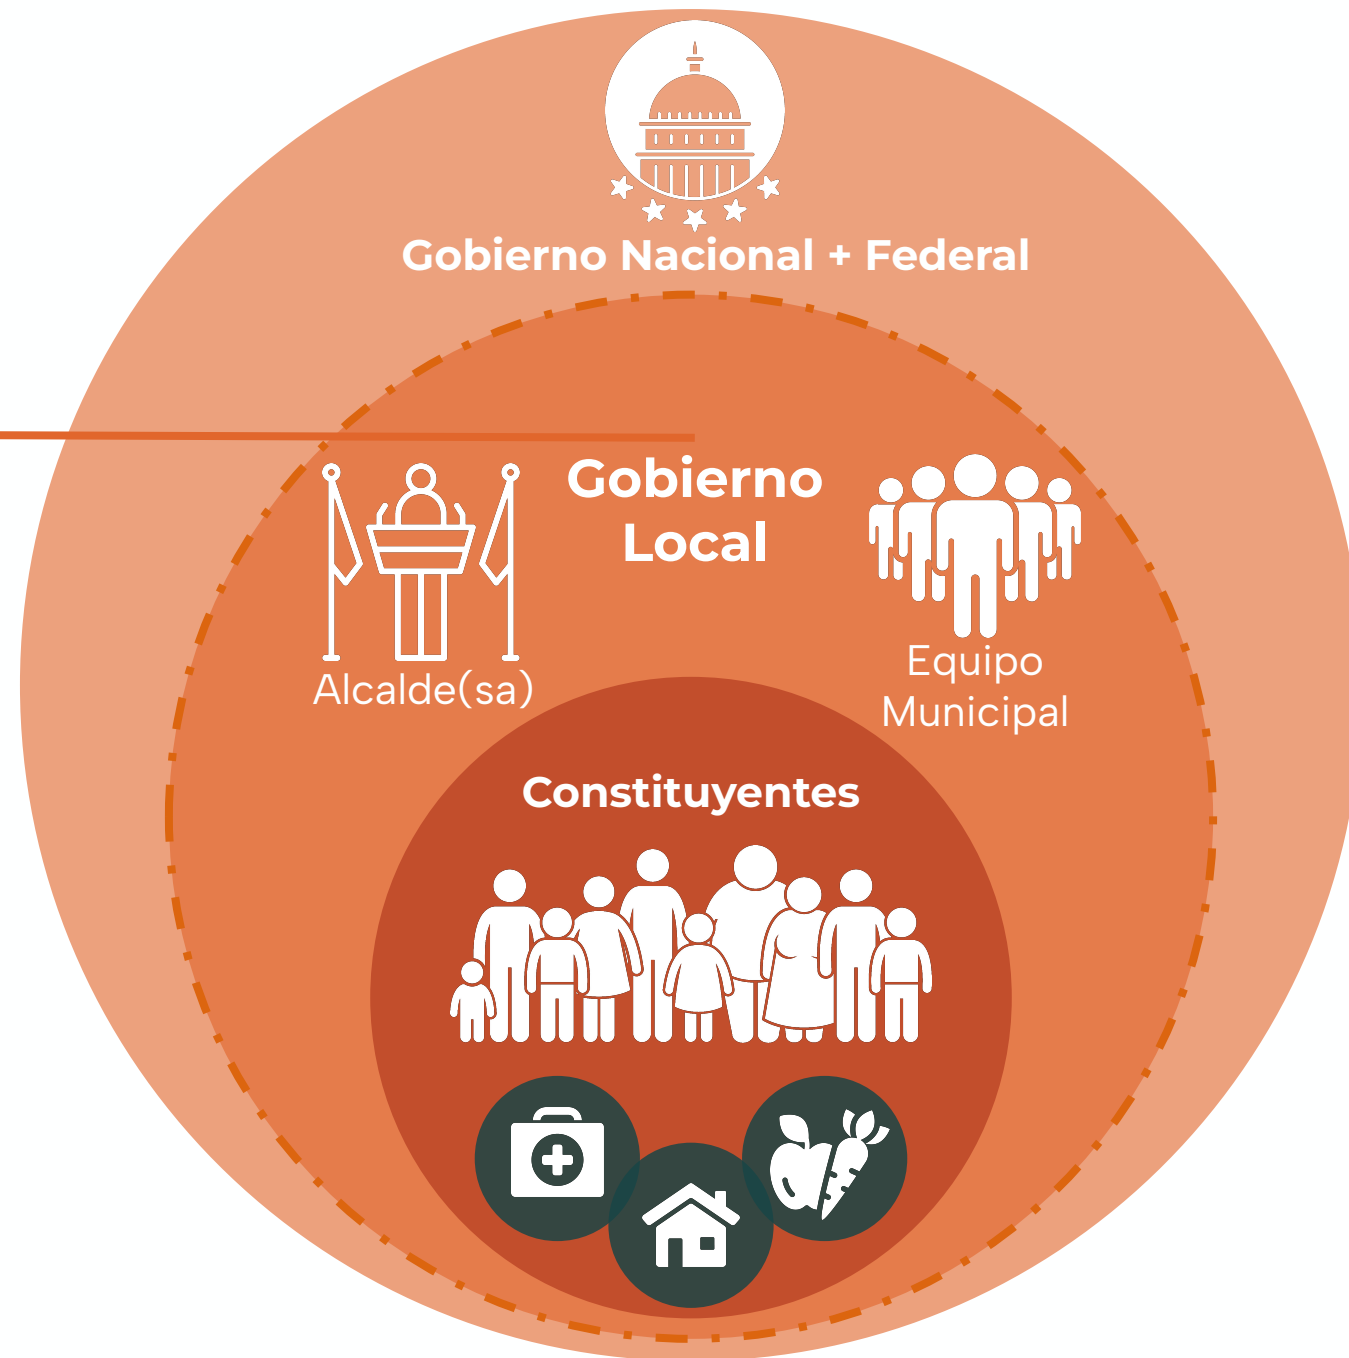 Gobierno Nacional + Federal
Gobierno
Local
Alcalde(sa)
Equipo
Municipal
Constituyentes